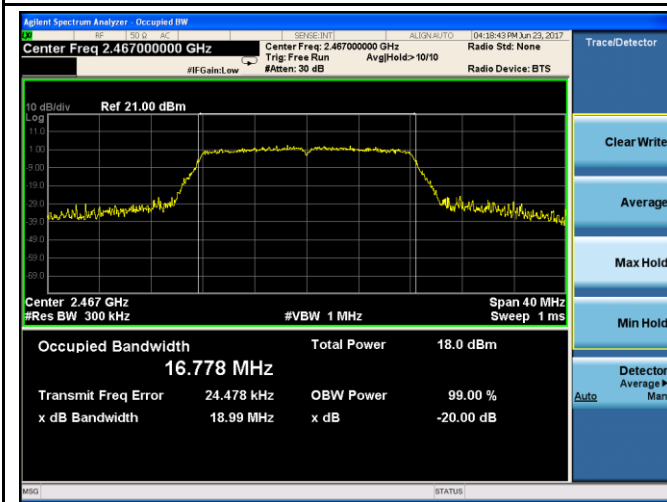 Agilent Spectrum Analyzer - Occupied BW
RF 50 Ω AC SENSE:INT ALIGNAUTO 04:18:43 PM Jun 23, 2017
Center Freq 2.467000000 GHz Center Freq: 2.467000000 GHz Radio Std: None Trace/Detector
Trig: Free Run Avg|Hold:>10/10
#IFGain:Low #Atten: 30 dB Radio Device: BTS
10 dB/div Ref 21.00 dBm
Log
11.0
1.00
-9.00
-19.0
-29.0
-39.0
-49.0
-59.0
-69.0
Clear Write
Average
Max Hold
Min Hold
Detector
Average▶
Auto Man
Center 2.467 GHz Span 40 MHz
#Res BW 300 kHz #VBW 1 MHz Sweep 1 ms
Occupied Bandwidth Total Power 18.0 dBm
16.778 MHz
Transmit Freq Error 24.478 kHz OBW Power 99.00 %
x dB Bandwidth 18.99 MHz x dB -20.00 dB
MSG STATUS